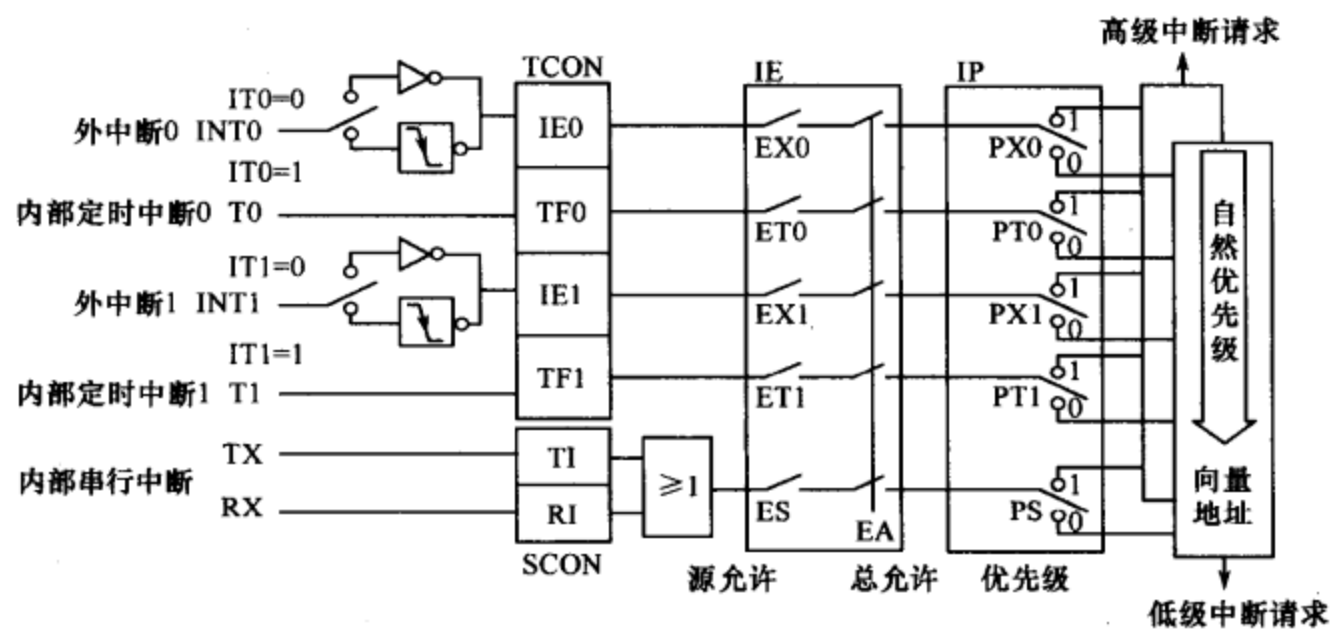 高级中断请求
TCON
IE
IP
IT0=0
外中断0 INT0
IE0
EX0
PX0
1
0
IT0=1
内部定时中断0 T0
TF0
ET0
PT0
1
0
IT1=0
外中断1 INT1
IE1
EX1
PX1
1
0
IT1=1
内部定时中断1 T1
TF1
ET1
PT1
1
0
自然优先级
内部串行中断
TX
RX
TI
RI
SCON
≥1
ES
EA
PS
1
0
向量
地址
源允许
总允许
优先级
低级中断请求